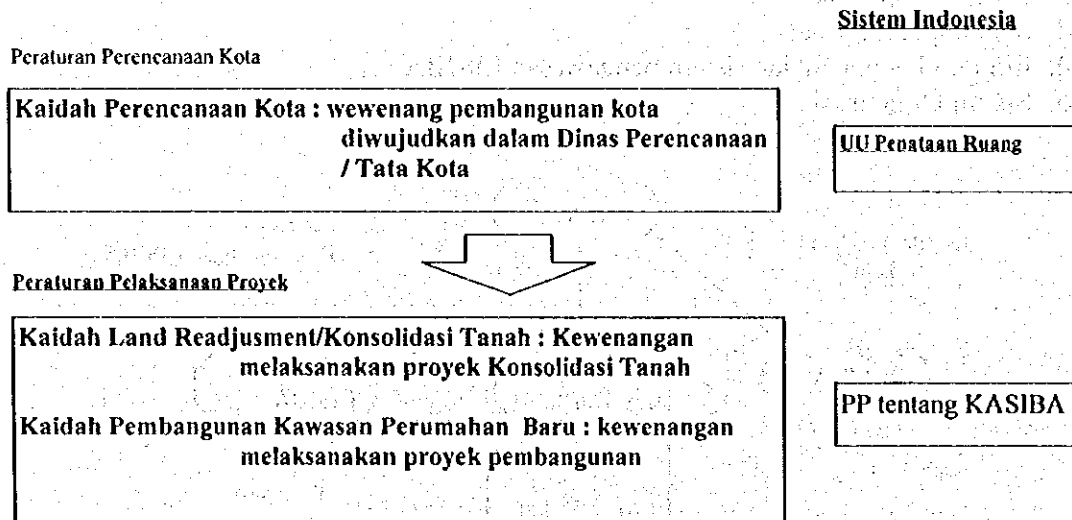 Sistem Indonesia
Peraturan Perencanaan Kota
Kaidah Perencanaan Kota : wewenang pembangunan kota
diwujudkan dalam Dinas Perencanaan
/ Tata Kota
UU Penataan Ruang
Peraturan Pelaksanaan Proyek
Kaidah Land Readjusment/Konsolidasi Tanah : Kewenangan
melaksanakan proyek Konsolidasi Tanah
PP tentang KASIBA
Kaidah Pembangunan Kawasan Perumahan Baru : kewenangan
melaksanakan proyek pembangunan